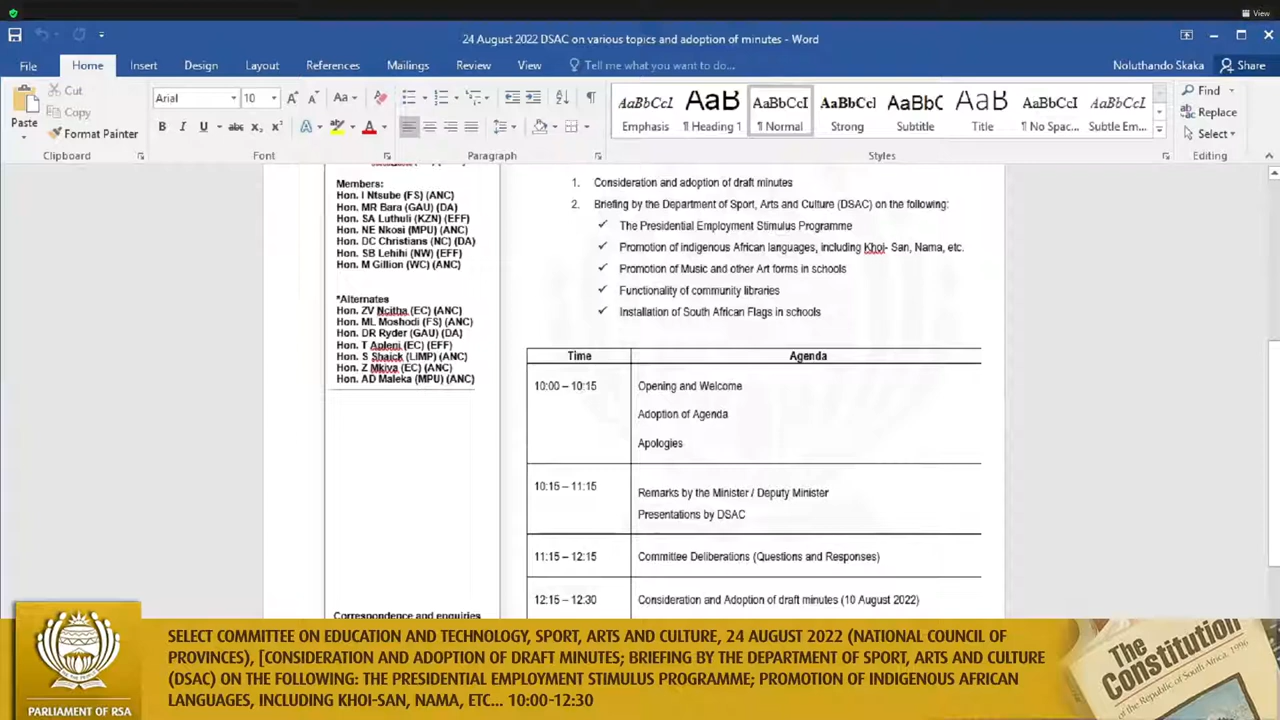 View
24 August 2022 DSAC on various topics and adoption of minutes - Word
File Home Insert Design Layout References Mailings Review View Tell me what you want to do... Noluthando Skaka Share
Paste Cut Copy Format Painter
Arial 10
AaBbCcI AaB AaBbCcI AaBbCcI AaBbC AaB AaBbCcI AaBbCcI
Emphasis ¶ Heading 1 ¶ Normal Strong Subtitle Title ¶ No Spac... Subtle Em...
Find Replace Select
Clipboard Font Paragraph Styles Editing
Members:
Hon. I Ntsube (FS) (ANC)
Hon. MR Bara (GAU) (DA)
Hon. SA Luthuli (KZN) (EFF)
Hon. NE Nkosi (MPU) (ANC)
Hon. DC Christians (NC) (DA)
Hon. SB Lehihi (NW) (EFF)
Hon. M Gillion (WC) (ANC)
*Alternates
Hon. ZV Ncitha (EC) (ANC)
Hon. ML Moshodi (FS) (ANC)
Hon. DR Ryder (GAU) (DA)
Hon. T Apleni (EC) (EFF)
Hon. S Shaick (LIMP) (ANC)
Hon. Z Mkiva (EC) (ANC)
Hon. AD Maleka (MPU) (ANC)
Correspondence and enquiries
1. Consideration and adoption of draft minutes
2. Briefing by the Department of Sport, Arts and Culture (DSAC) on the following:
✓ The Presidential Employment Stimulus Programme
✓ Promotion of indigenous African languages, including Khoi- San, Nama, etc.
✓ Promotion of Music and other Art forms in schools
✓ Functionality of community libraries
✓ Installation of South African Flags in schools
Time Agenda
10:00 – 10:15 Opening and Welcome
Adoption of Agenda
Apologies
10:15 – 11:15 Remarks by the Minister / Deputy Minister
Presentations by DSAC
11:15 – 12:15 Committee Deliberations (Questions and Responses)
12:15 – 12:30 Consideration and Adoption of draft minutes (10 August 2022)
SELECT COMMITTEE ON EDUCATION AND TECHNOLOGY, SPORT, ARTS AND CULTURE, 24 AUGUST 2022 (NATIONAL COUNCIL OF
PROVINCES), [CONSIDERATION AND ADOPTION OF DRAFT MINUTES; BRIEFING BY THE DEPARTMENT OF SPORT, ARTS AND CULTURE
(DSAC) ON THE FOLLOWING: THE PRESIDENTIAL EMPLOYMENT STIMULUS PROGRAMME; PROMOTION OF INDIGENOUS AFRICAN
LANGUAGES, INCLUDING KHOI-SAN, NAMA, ETC... 10:00-12:30
PARLIAMENT OF RSA
The
Constitution
of the Republic of South Africa, 1996